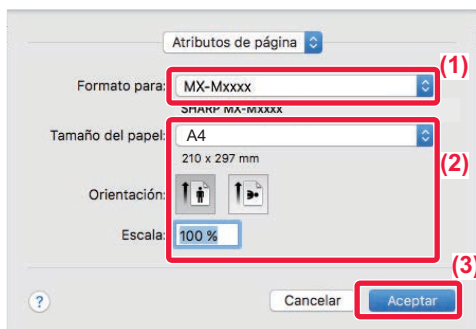 Atributos de página
(1)
Formato para: MX-Mxxxx
SHARP MX-Mxxxx
Tamaño del papel: A4
210 x 297 mm
(2)
Orientación:
Escala: 100 %
(3)
? Cancelar Aceptar